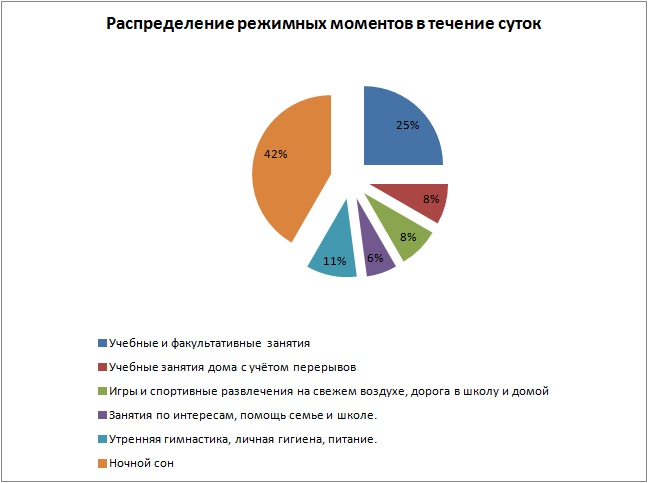 Распределение режимных моментов в течение суток
25%
42%
8%
8%
6%
11%
Учебные и факультативные занятия
Учебные занятия дома с учётом перерывов
Игры и спортивные развлечения на свежем воздухе, дорога в школу и домой
Занятия по интересам, помощь семье и школе.
Утренняя гимнастика, личная гигиена, питание.
Ночной сон